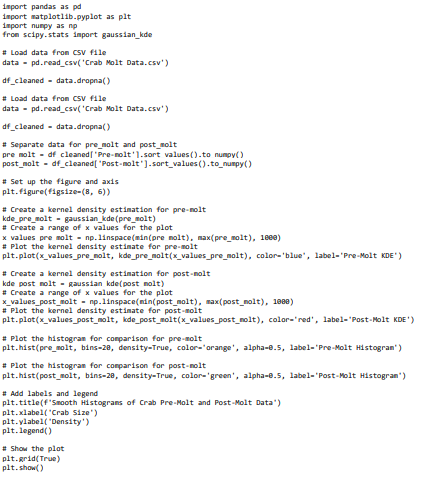 import pandas as pd
import matplotlib.pyplot as plt
import numpy as np
from scipy.stats import gaussian_kde
# Load data from CSV file
data = pd.read_csv('Crab Molt Data.csv')
df_cleaned = data.dropna()
# Load data from CSV file
data = pd.read_csv('Crab Molt Data.csv')
df_cleaned = data.dropna()
# Separate data for pre_molt and post_molt
pre_molt = df_cleaned['Pre-molt'].sort_values().to_numpy()
post_molt = df_cleaned['Post-molt'].sort_values().to_numpy()
# Set up the figure and axis
plt.figure(figsize=(8, 6))
# Create a kernel density estimation for pre-molt
kde_pre_molt = gaussian_kde(pre_molt)
# Create a range of x values for the plot
x_values_pre_molt = np.linspace(min(pre_molt), max(pre_molt), 1000)
# Plot the kernel density estimate for pre-molt
plt.plot(x_values_pre_molt, kde_pre_molt(x_values_pre_molt), color='blue', label='Pre-Molt KDE')
# Create a kernel density estimation for post-molt
kde_post_molt = gaussian_kde(post_molt)
# Create a range of x values for the plot
x_values_post_molt = np.linspace(min(post_molt), max(post_molt), 1000)
# Plot the kernel density estimate for post-molt
plt.plot(x_values_post_molt, kde_post_molt(x_values_post_molt), color='red', label='Post-Molt KDE')
# Plot the histogram for comparison for pre-molt
plt.hist(pre_molt, bins=20, density=True, color='orange', alpha=0.5, label='Pre-Molt Histogram')
# Plot the histogram for comparison for post-molt
plt.hist(post_molt, bins=20, density=True, color='green', alpha=0.5, label='Post-Molt Histogram')
# Add labels and legend
plt.title(f'Smooth Histograms of Crab Pre-Molt and Post-Molt Data')
plt.xlabel('Crab Size')
plt.ylabel('Density')
plt.legend()
# Show the plot
plt.grid(True)
plt.show()